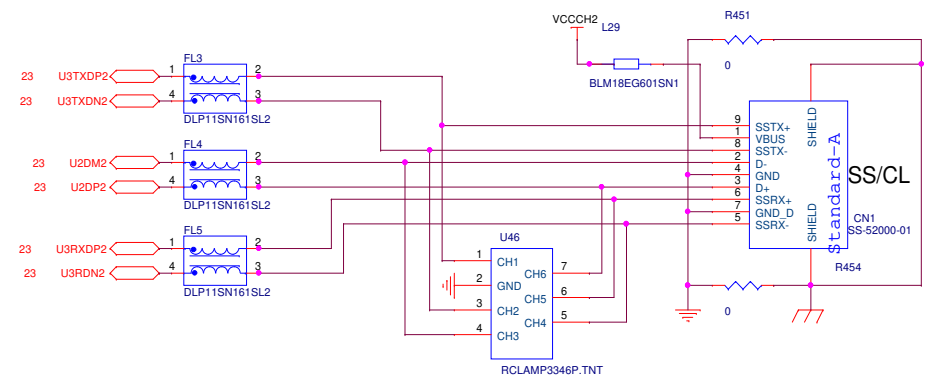 VCCCH2
L29
BLM18EG601SN1
R451
0
FL3
23 U3TXDP2 1 2
23 U3TXDN2 4 3
DLP11SN161SL2
FL4
23 U2DM2 1 2
23 U2DP2 4 3
DLP11SN161SL2
FL5
23 U3RXDP2 1 2
23 U3RDN2 4 3
DLP11SN161SL2
U46
1 CH1
2 GND
3 CH2
4 CH3
7 CH6
6 CH5
5 CH4
RCLAMP3346P.TNT
9 SSTX+
1 VBUS
8 SSTX-
2 D-
4 GND
3 D+
6 SSRX+
7 GND_D
5 SSRX-
SHIELD
SHIELD
Standard-A
SS/CL
CN1
SS-52000-01
R454
0